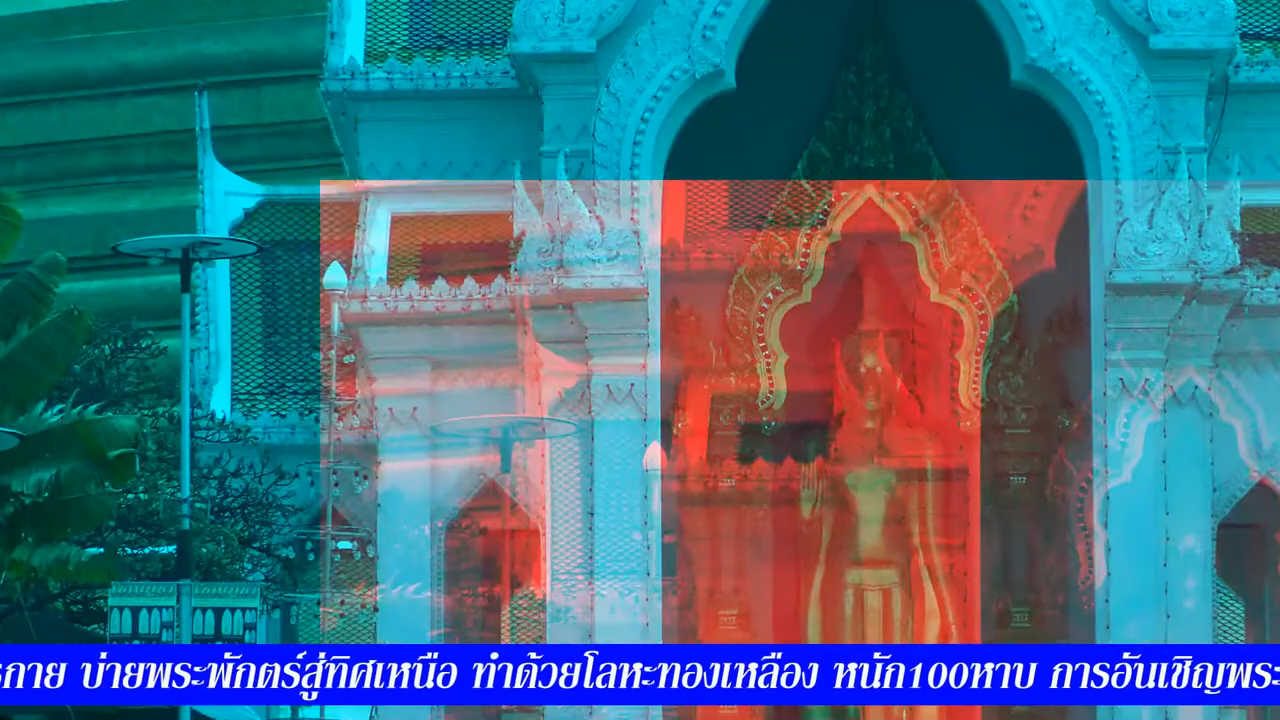 รกาย บ่ายพระพักตร์สู่ทิศเหนือ ทำด้วยโลหะทองเหลือง หนัก100หาบ การอันเชิญพระ